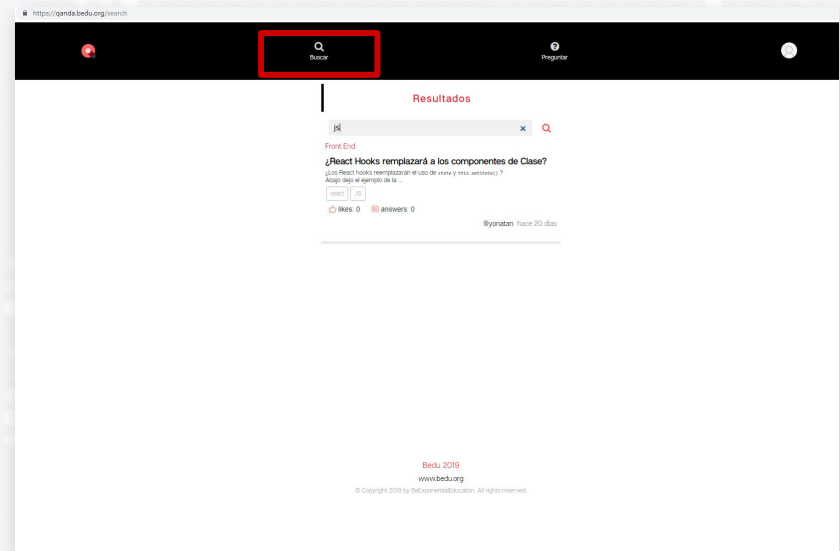 https://qanda.bedu.org/search
Buscar
Preguntar
Resultados
js
Front End
¿React Hooks remplazará a los componentes de Clase?
¿Los React hooks reemplazarán el uso de state y this.setState() ?
Abajo dejo el ejemplo de la ...
react JS
likes: 0 answers: 0
@yonatan hace 20 días
Bedu 2019
www.bedu.org
© Copyright 2019 by BeExponentialEducation. All rights reserved.